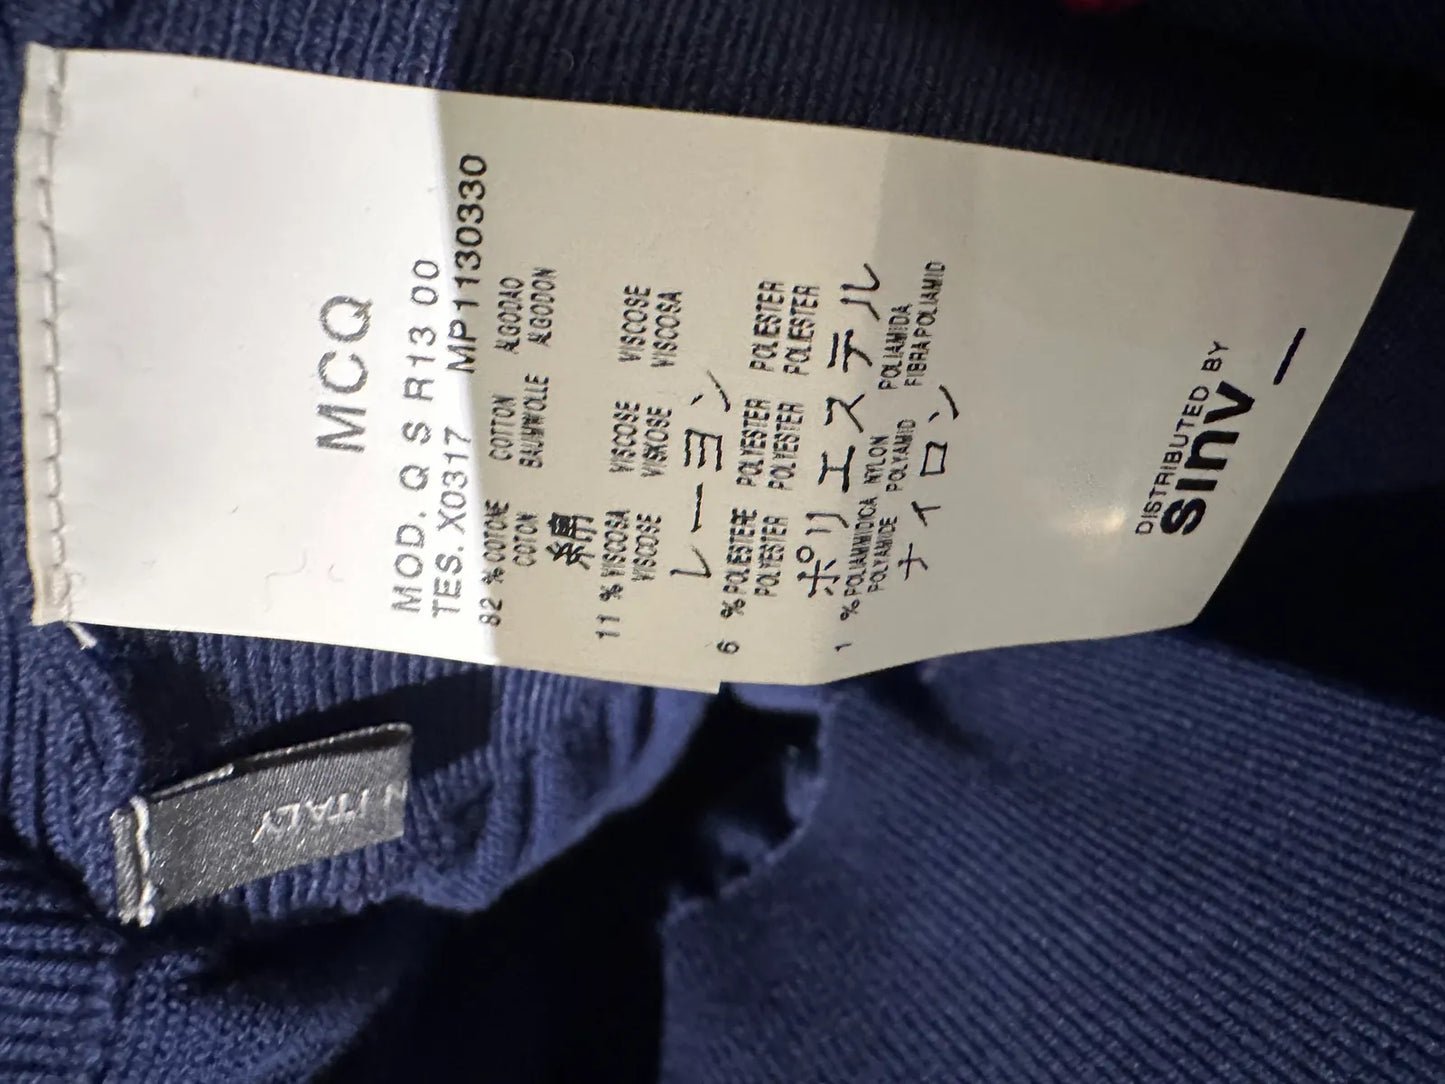 MCQ
MOD. Q S R13 00
TES. X0317 MP1130330
82 % COTONE COTTON ALGODAO
COTON BAUMWOLLE ALGODON
綿
11 % VISCOSA VISCOSE VISCOSE
VISCOSE VISKOSE VISCOSA
レーヨン
6 % POLIESTERE POLYESTER POLIESTER
POLYESTER POLYESTER POLIESTER
ポリエステル
1 % POLIAMMIDICA NYLON POLIAMIDA
POLYAMIDE POLYAMID FIBRA POLIAMID
ナイロン
DISTRIBUTED BY
SINV
N ITALY